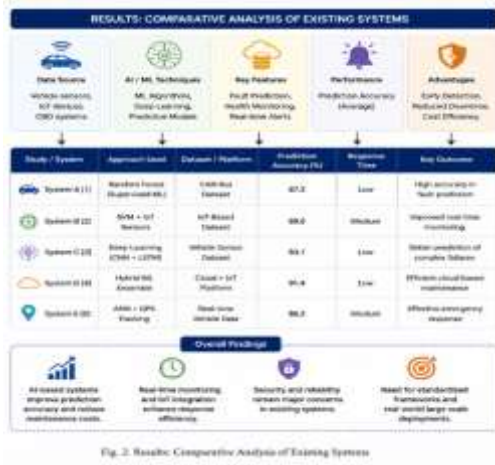 RESULTS: COMPARATIVE ANALYSIS OF EXISTING SYSTEMS
Data Source
Vehicle sensors,
IoT devices,
OBD systems
AI / ML Techniques
ML Algorithms,
Deep Learning,
Predictive Models
Key Features
Fault Prediction,
Health Monitoring,
Real-time Alerts
Performance
Prediction Accuracy
(Average)
Advantages
Early Detection,
Reduced Downtime,
Cost Efficiency
Study / System
Approach Used
Dataset / Platform
Prediction
Accuracy (%)
Response
Time
Key Outcome
System A [1]
Random Forest
Dataset
Low
High accuracy in
fault prediction
System B [2]
SVM + IoT
Sensors
IoT-Based
Dataset
Medium
Improved real-time
monitoring
System C [3]
Deep Learning
(CNN + LSTM)
Vehicle Sensor
Dataset
Low
Better prediction of
complex failures
Hybrid ML
Ensemble
Cloud + IoT
Platform
91.4
Low
Efficient cloud-based
maintenance
ANN + GPS
Tracking
Real-time
Vehicle Data
Medium
Effective emergency
response
Overall Findings
AI-based systems
improve prediction
accuracy and reduce
maintenance costs.
Real-time monitoring
and IoT integration
enhance response
efficiency.
Security and reliability
remain major concerns
in existing systems.
Need for standardized
frameworks and
real-world large-scale
deployments.
Fig. 2: Results: Comparative Analysis of Existing Systems